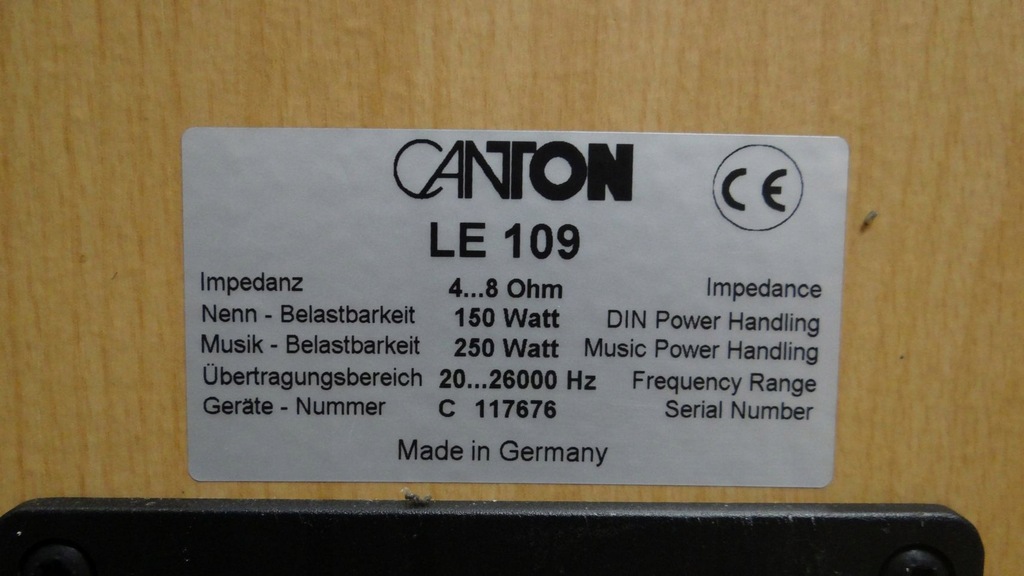 CANTON
CE
LE 109
Impedanz 4...8 Ohm Impedance
Nenn - Belastbarkeit 150 Watt DIN Power Handling
Musik - Belastbarkeit 250 Watt Music Power Handling
Übertragungsbereich 20...26000 Hz Frequency Range
Geräte - Nummer C 117676 Serial Number
Made in Germany